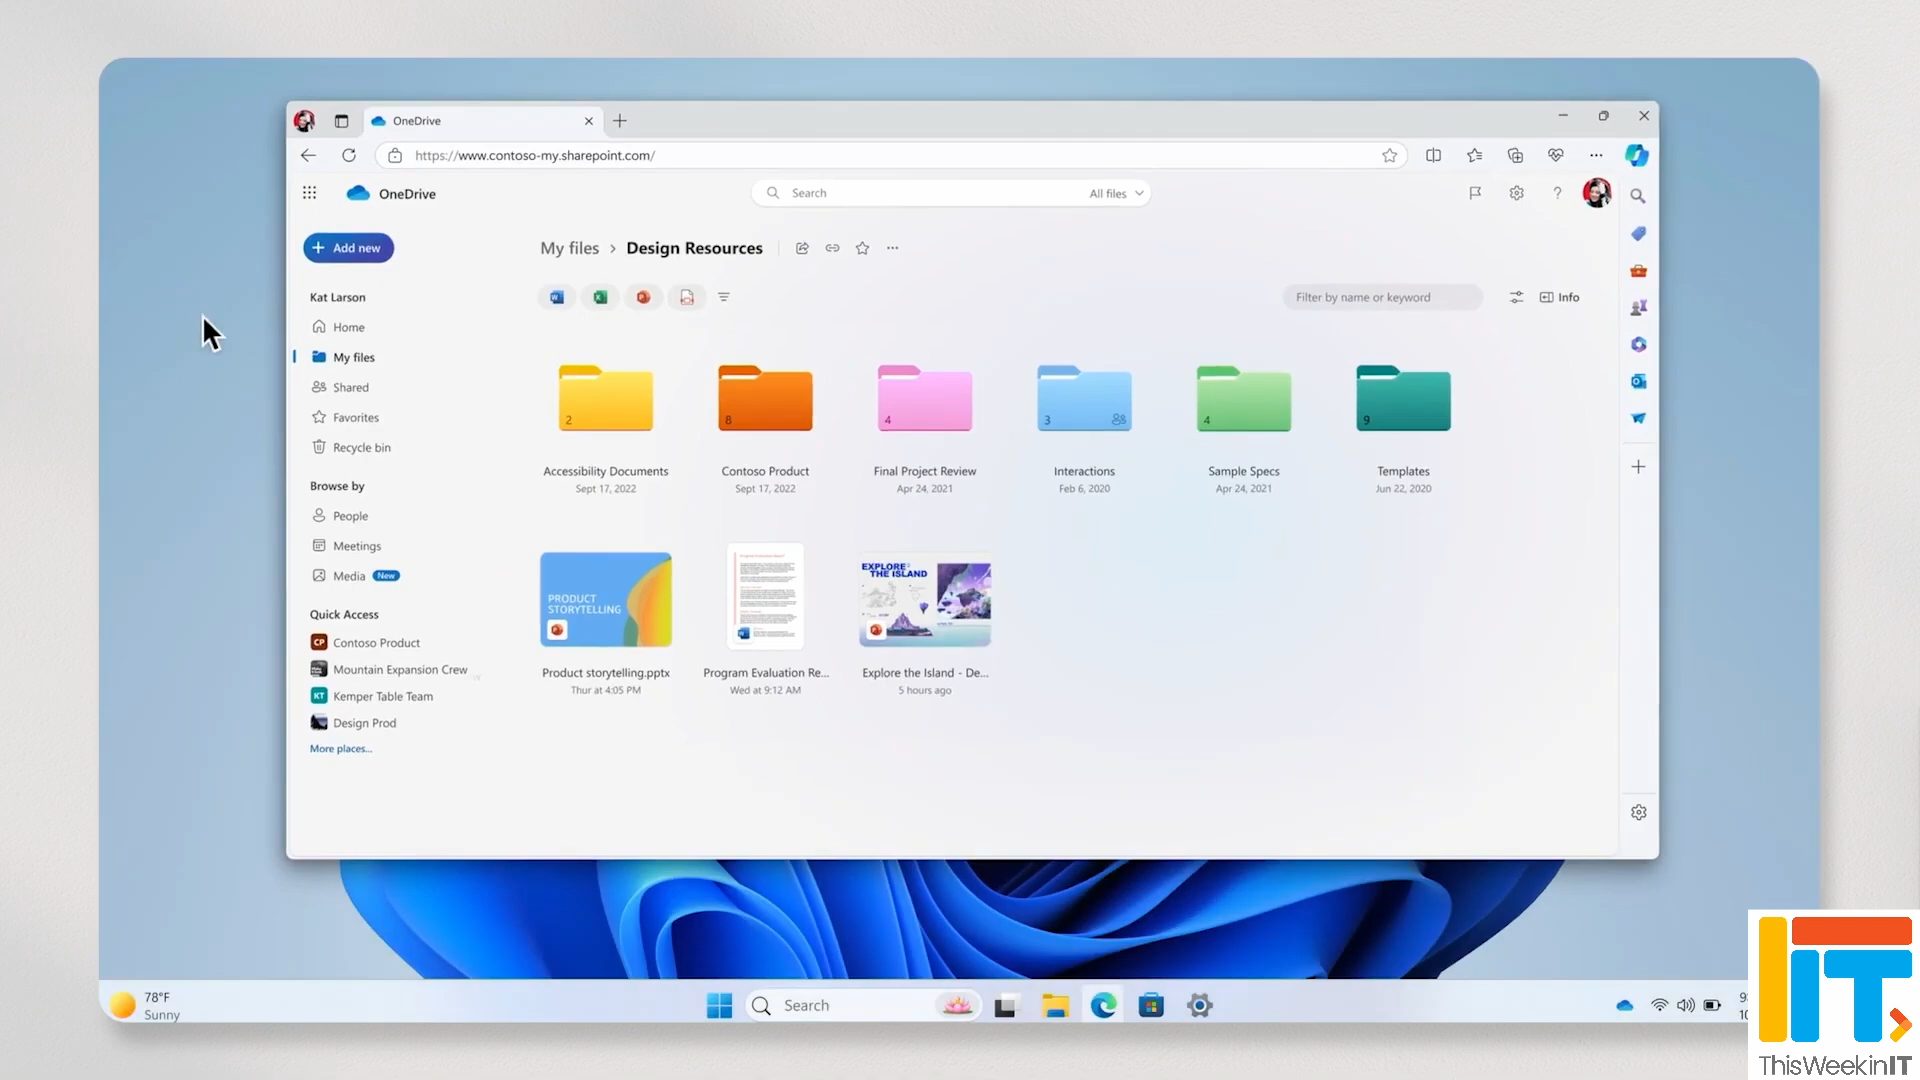 OneDrive
https://www.contoso-my.sharepoint.com/
OneDrive
Search
All files
Add new
My files > Design Resources
Kat Larson
Filter by name or keyword
Info
Home
My files
Shared
Favorites
Recycle bin
2
8
4
3
4
9
Accessibility Documents
Sept 17, 2022
Contoso Product
Sept 17, 2022
Final Project Review
Apr 24, 2021
Interactions
Feb 6, 2020
Sample Specs
Apr 24, 2021
Templates
Jun 22, 2020
Browse by
People
Meetings
Media New
Quick Access
CP Contoso Product
Mountain Expansion Crew
KT Kemper Table Team
Design Prod
More places...
PRODUCT
STORYTELLING
EXPLORE
THE ISLAND
Product storytelling.pptx
Thur at 4:05 PM
Program Evaluation Re...
Wed at 9:12 AM
Explore the Island - De...
5 hours ago
78°F
Sunny
Search
IT
ThisWeekinIT